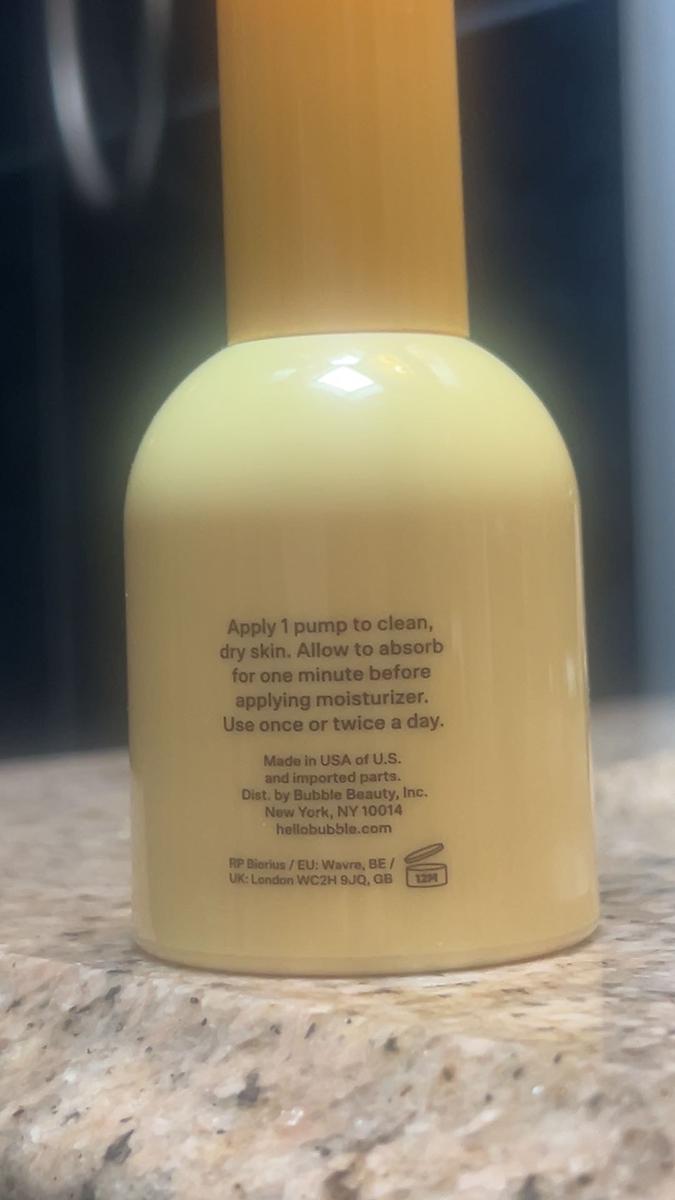 Apply 1 pump to clean,
dry skin. Allow to absorb
for one minute before
applying moisturizer.
Use once or twice a day.
Made in USA of U.S.
and imported parts.
Dist. by Bubble Beauty, Inc.
New York, NY 10014
hellobubble.com
RP Biorius / EU: Wavre, BE /
UK: London WC2H 9JQ, GB
12M